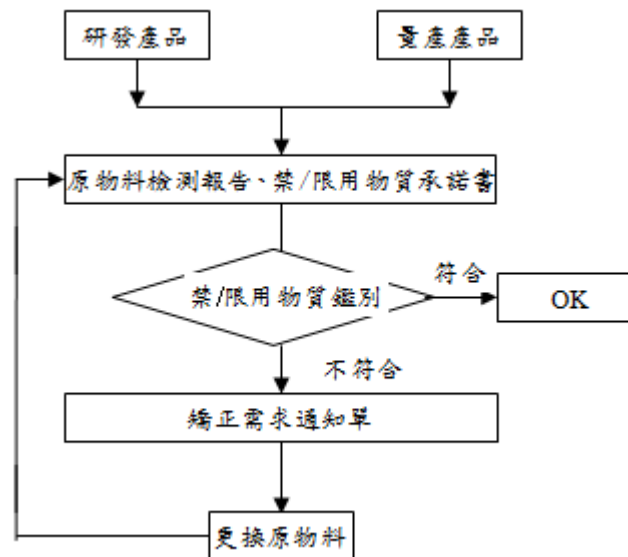 研發產品
量產產品
原物料檢測報告、禁/限用物質承諾書
禁/限用物質鑑別
符合
OK
不符合
矯正需求通知單
更換原物料